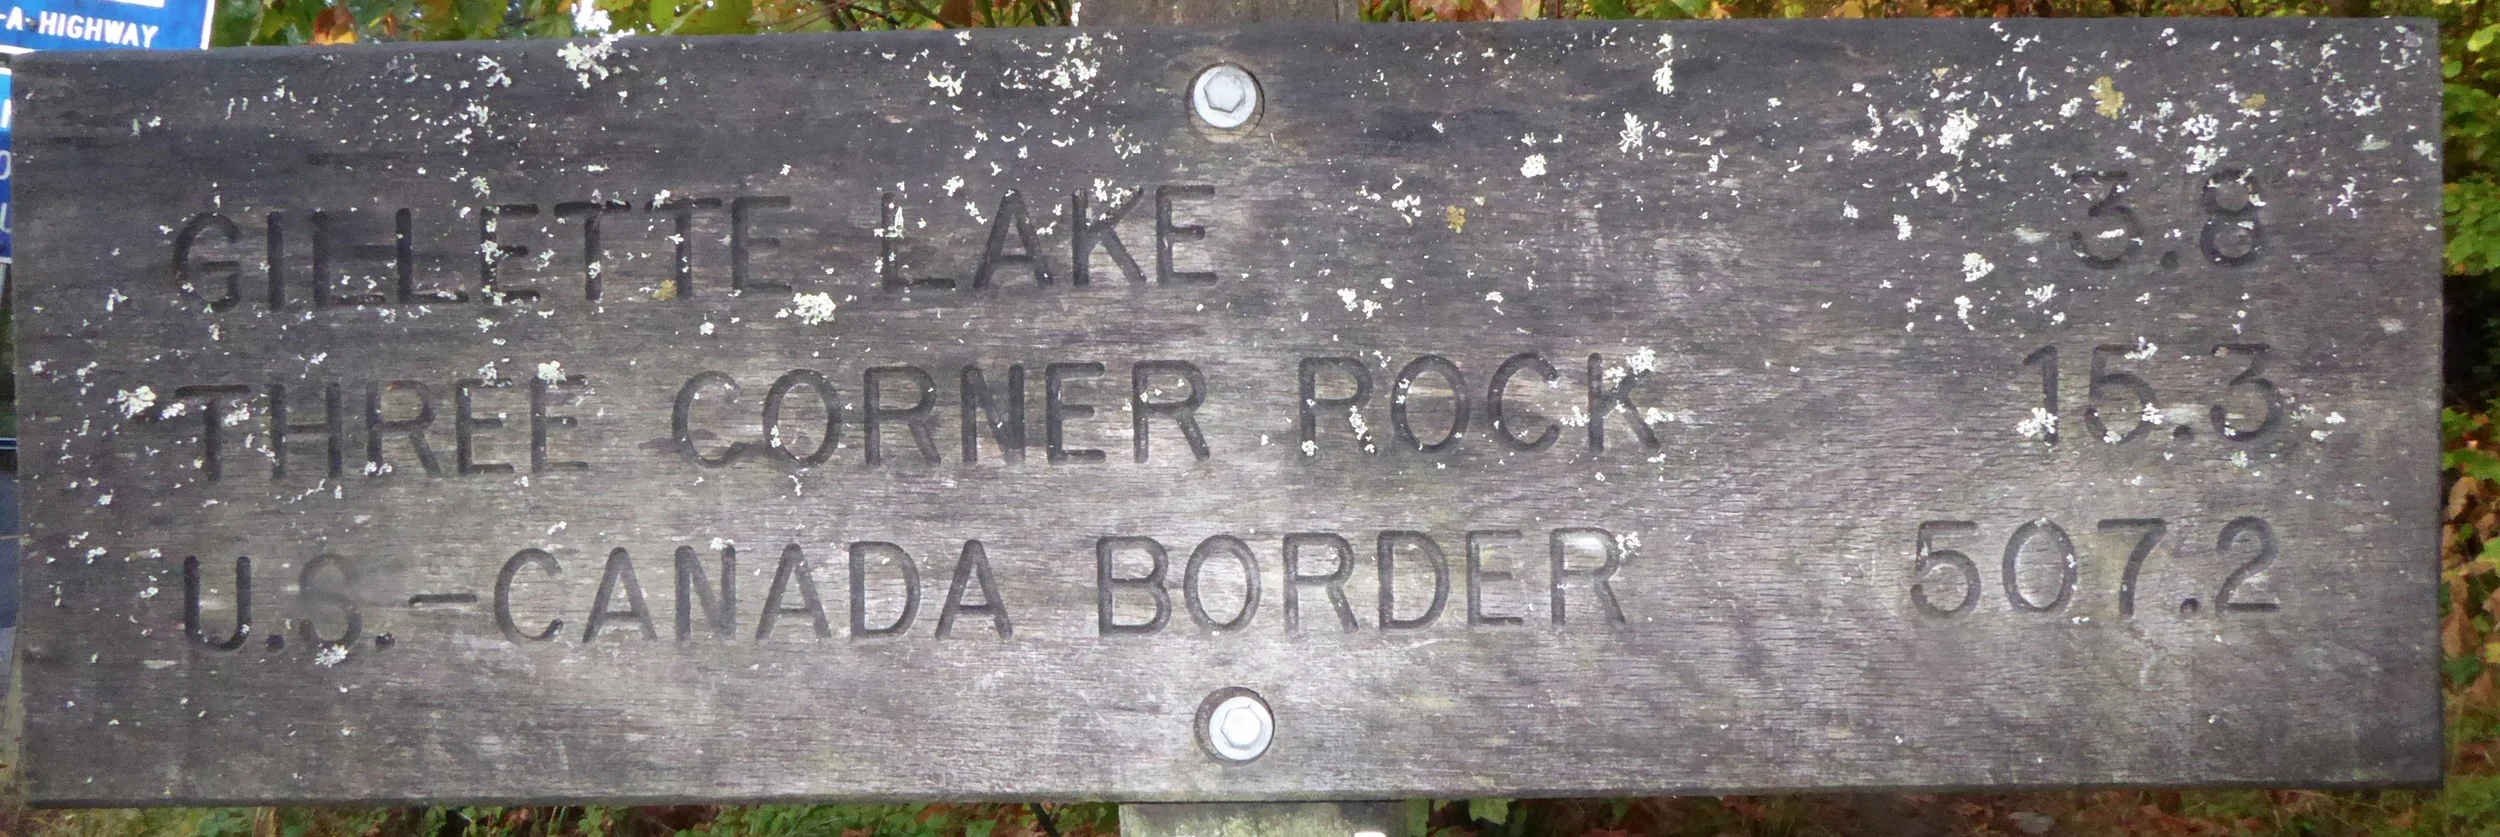 -A-HIGHWAY
GILLETTE LAKE 3.8
THREE CORNER ROCK 15.3
U.S.-CANADA BORDER 507.2